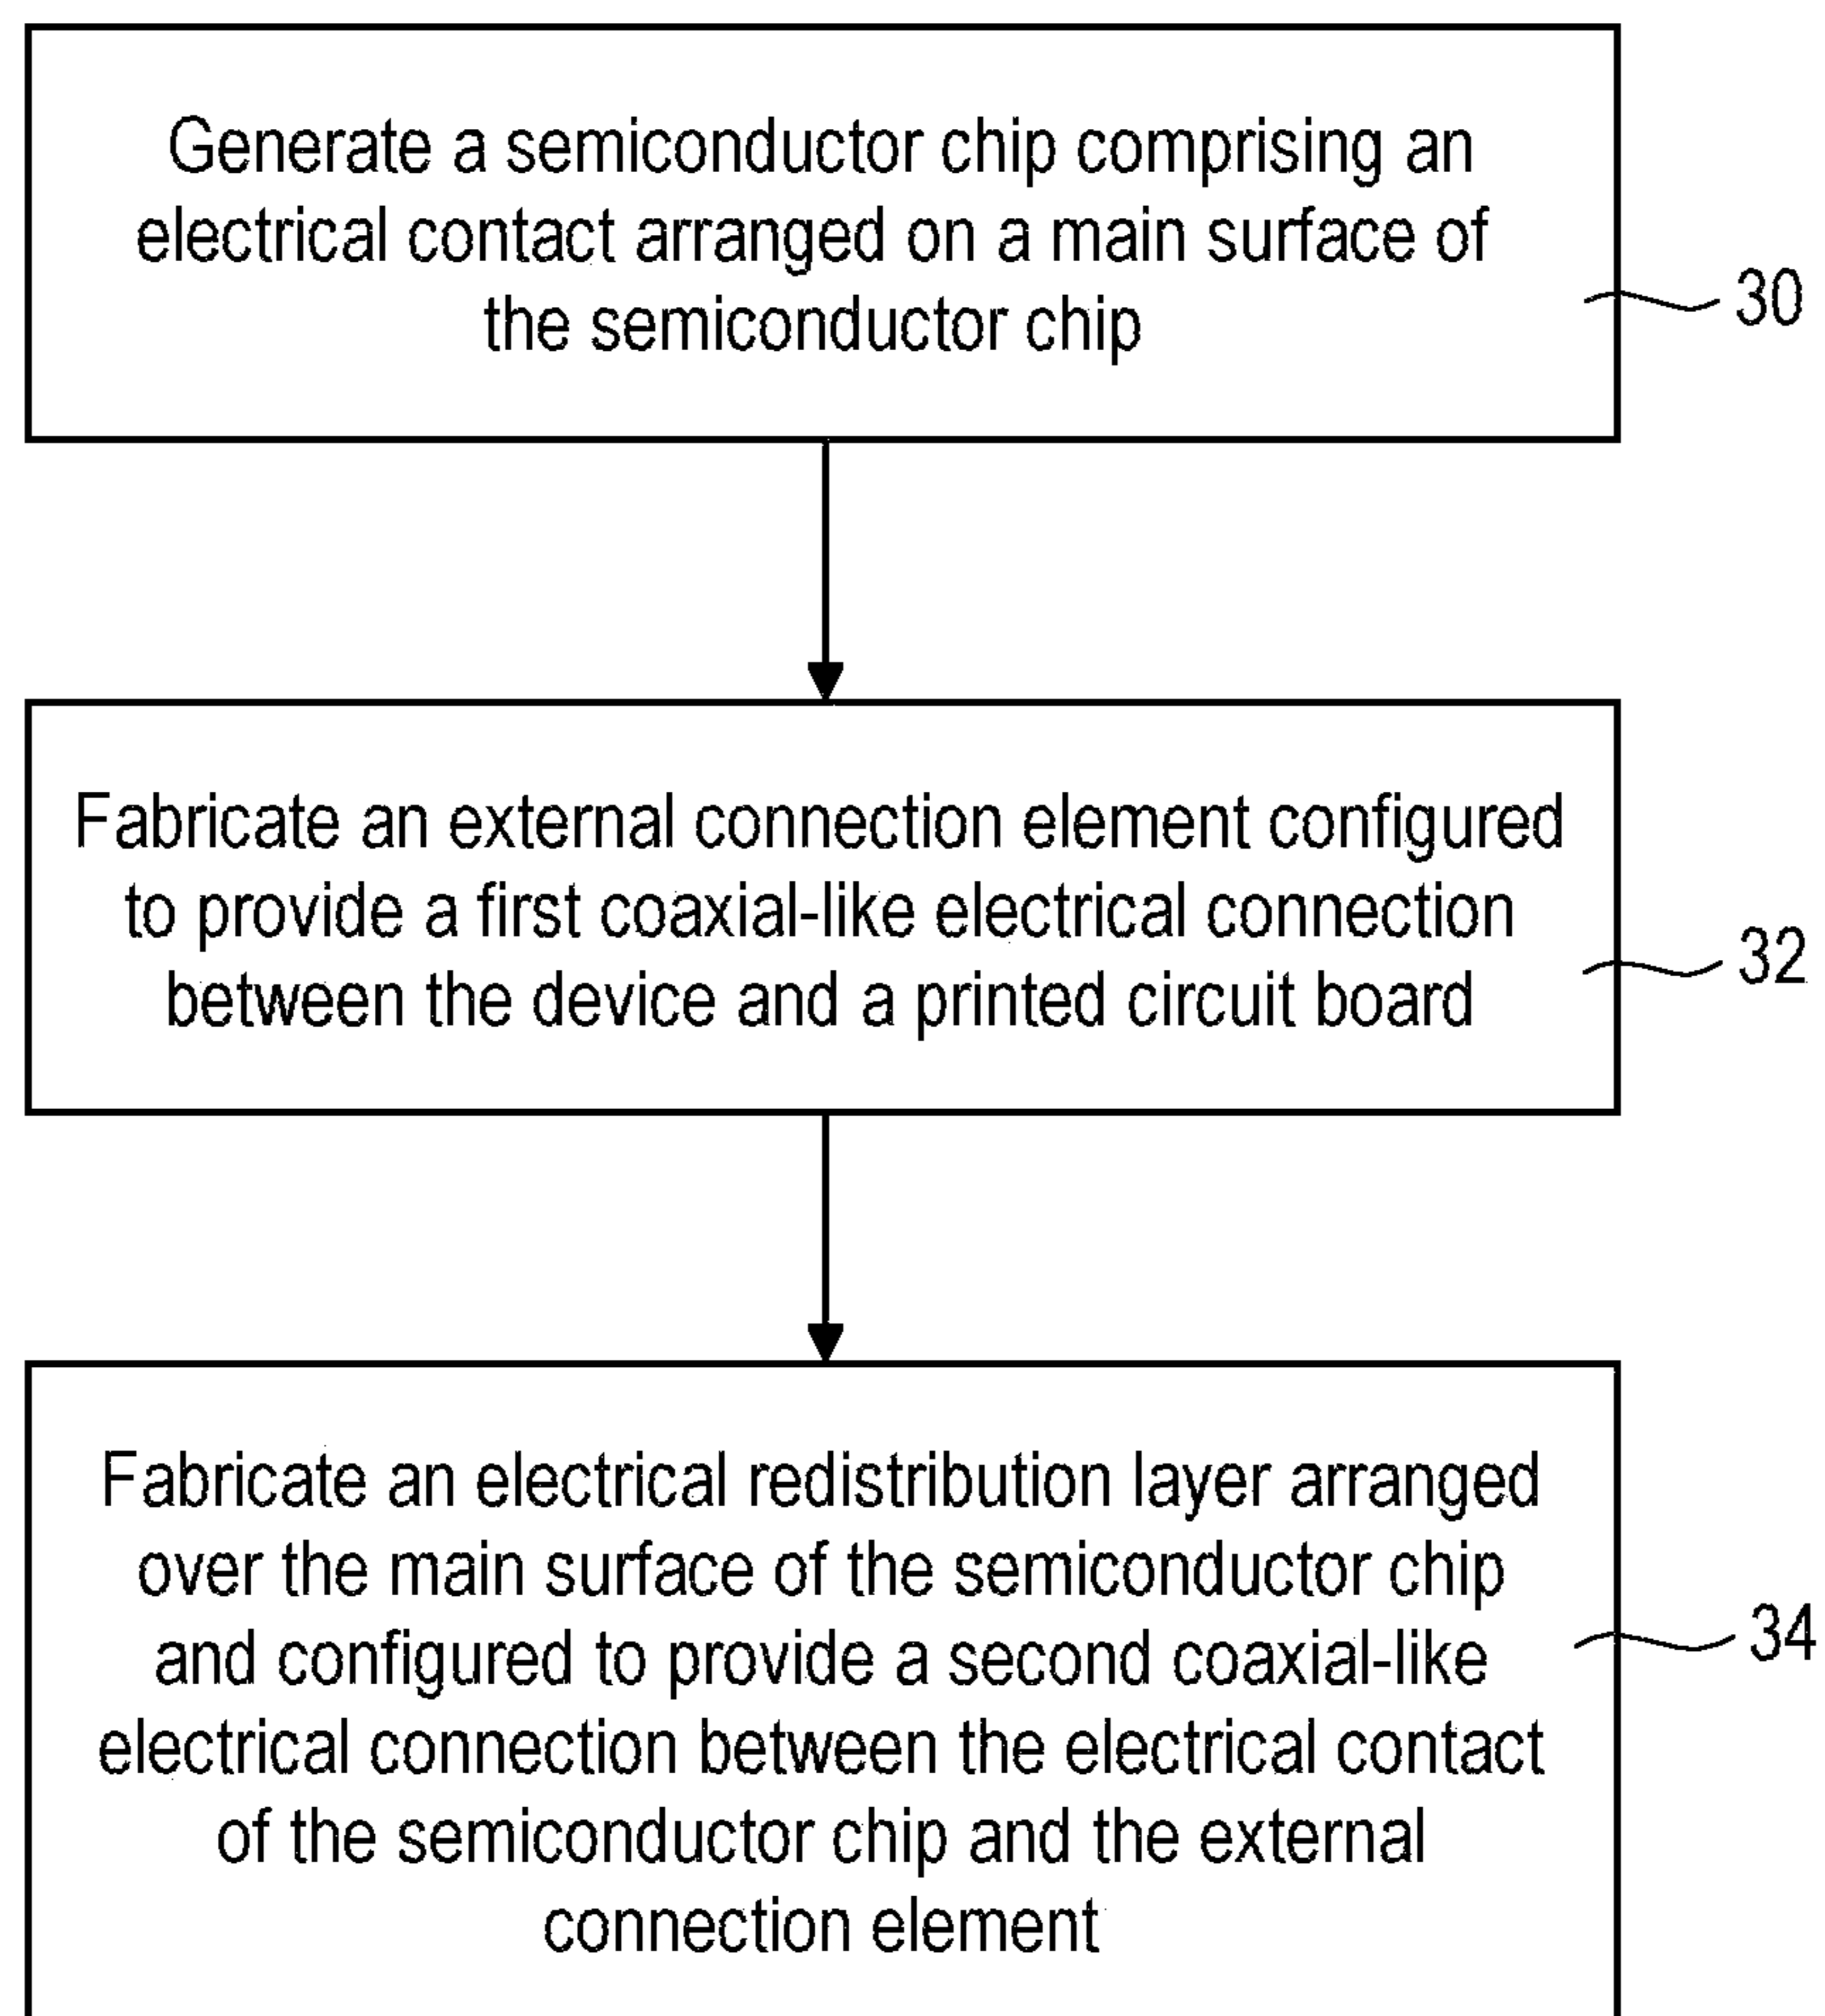 Generate a semiconductor chip comprising an
electrical contact arranged on a main surface of
the semiconductor chip
30
Fabricate an external connection element configured
to provide a first coaxial-like electrical connection
between the device and a printed circuit board
32
Fabricate an electrical redistribution layer arranged
over the main surface of the semiconductor chip
and configured to provide a second coaxial-like
electrical connection between the electrical contact
of the semiconductor chip and the external
connection element
34